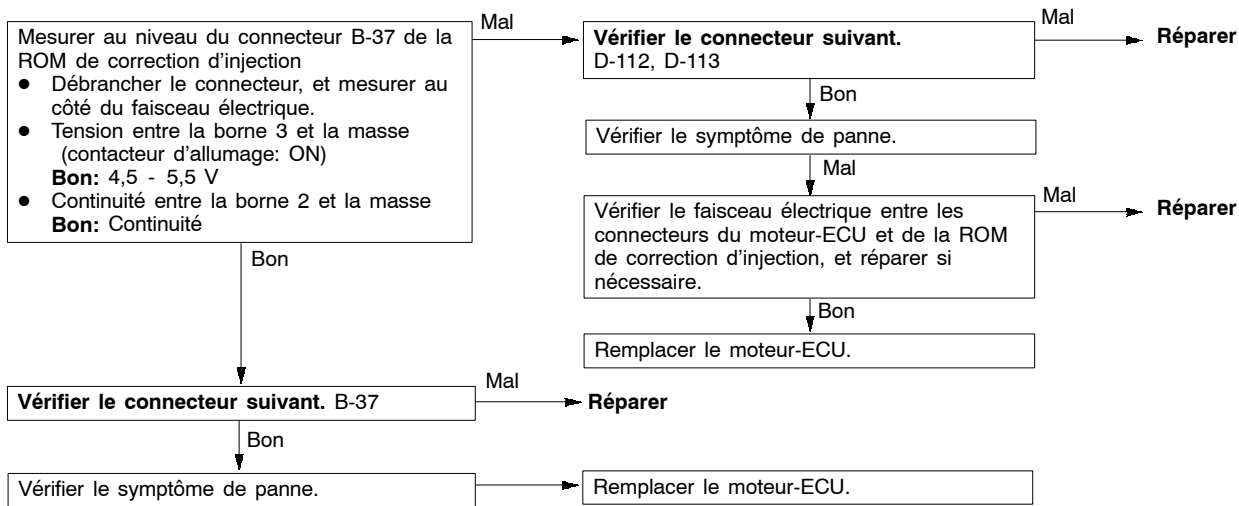 Mesurer au niveau du connecteur B-37 de la
ROM de correction d'injection
● Débrancher le connecteur, et mesurer au
côté du faisceau électrique.
● Tension entre la borne 3 et la masse
(contacteur d'allumage: ON)
Bon: 4,5 - 5,5 V
● Continuité entre la borne 2 et la masse
Bon: Continuité
Mal
Vérifier le connecteur suivant.
D-112, D-113
Mal
Réparer
Bon
Vérifier le symptôme de panne.
Mal
Vérifier le faisceau électrique entre les
connecteurs du moteur-ECU et de la ROM
de correction d'injection, et réparer si
nécessaire.
Mal
Réparer
Bon
Remplacer le moteur-ECU.
Bon
Vérifier le connecteur suivant. B-37
Mal
Réparer
Bon
Vérifier le symptôme de panne.
Remplacer le moteur-ECU.